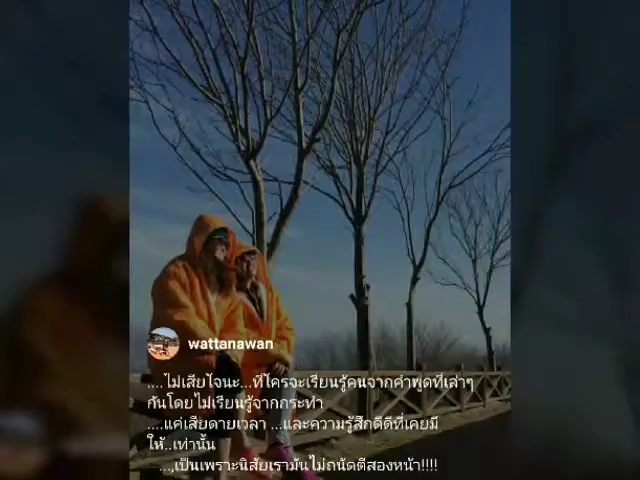 wattanawan
....ไม่เสียใจนะ...ที่ใครจะเรียนรู้คนจากคำพูดที่เล่าๆ
กันโดยไม่เรียนรู้จากกระทำ
....แค่เสียดายเวลา ...และความรู้สึกดีดีที่เคยมี
ให้..เท่านั้น
...,เป็นเพราะนิสัยเรามันไม่ถนัดตีสองหน้า!!!!